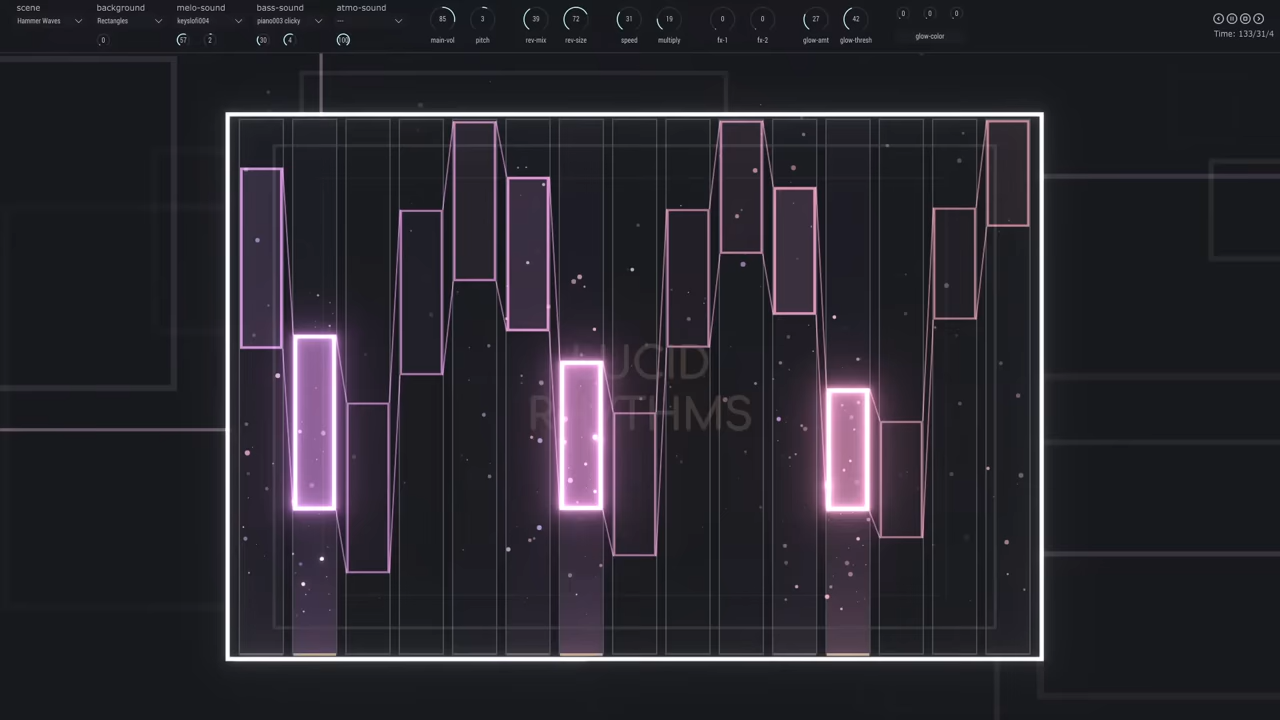 scene background melo-sound bass-sound atmo-sound
Hammer Waves Rectangles keyslofi004 piano003 clicky ---
0 57 2 30 4 100
85 3 39 72 31 19 0 0 27 42 0 0 0
main-vol pitch rev-mix rev-size speed multiply fx-1 fx-2 glow-amt glow-thresh glow-color
Time: 133/31/4
LUCID
RHYTHMS